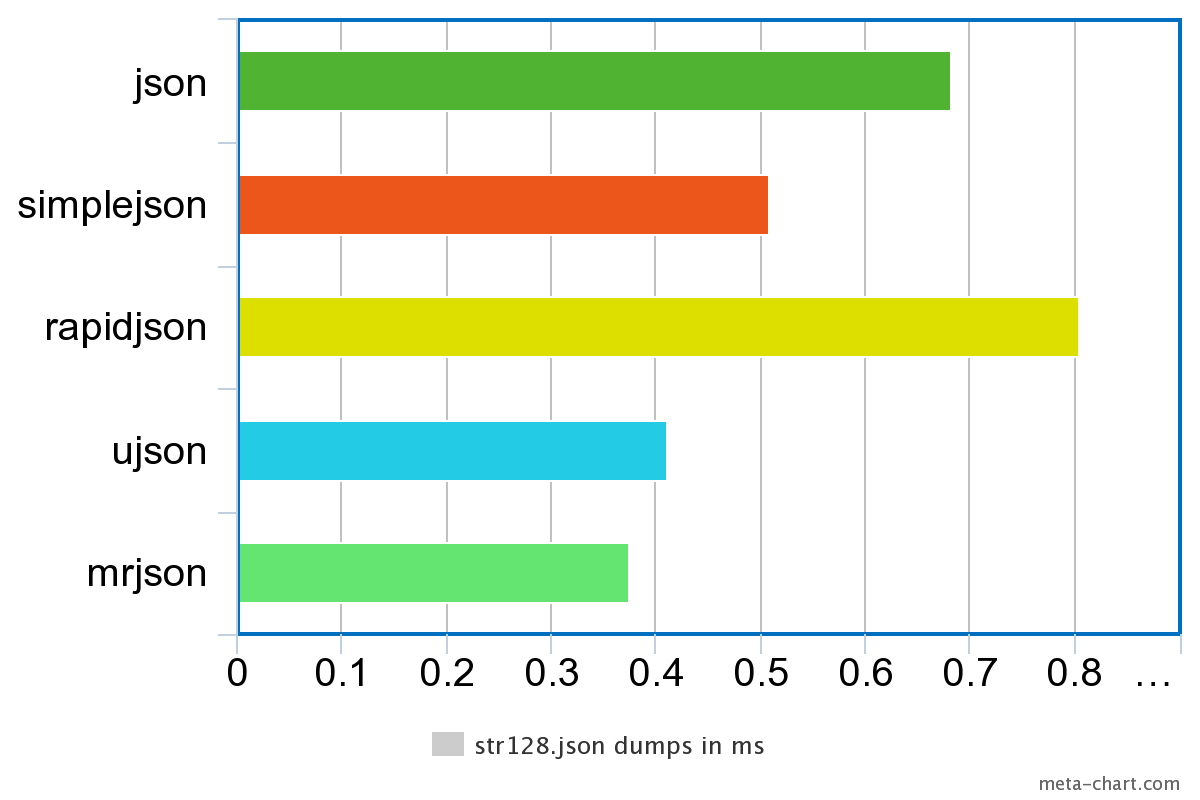 json
simplejson
rapidjson
ujson
mrjson
0 0.1 0.2 0.3 0.4 0.5 0.6 0.7 0.8 ...
str128.json dumps in ms
meta-chart.com